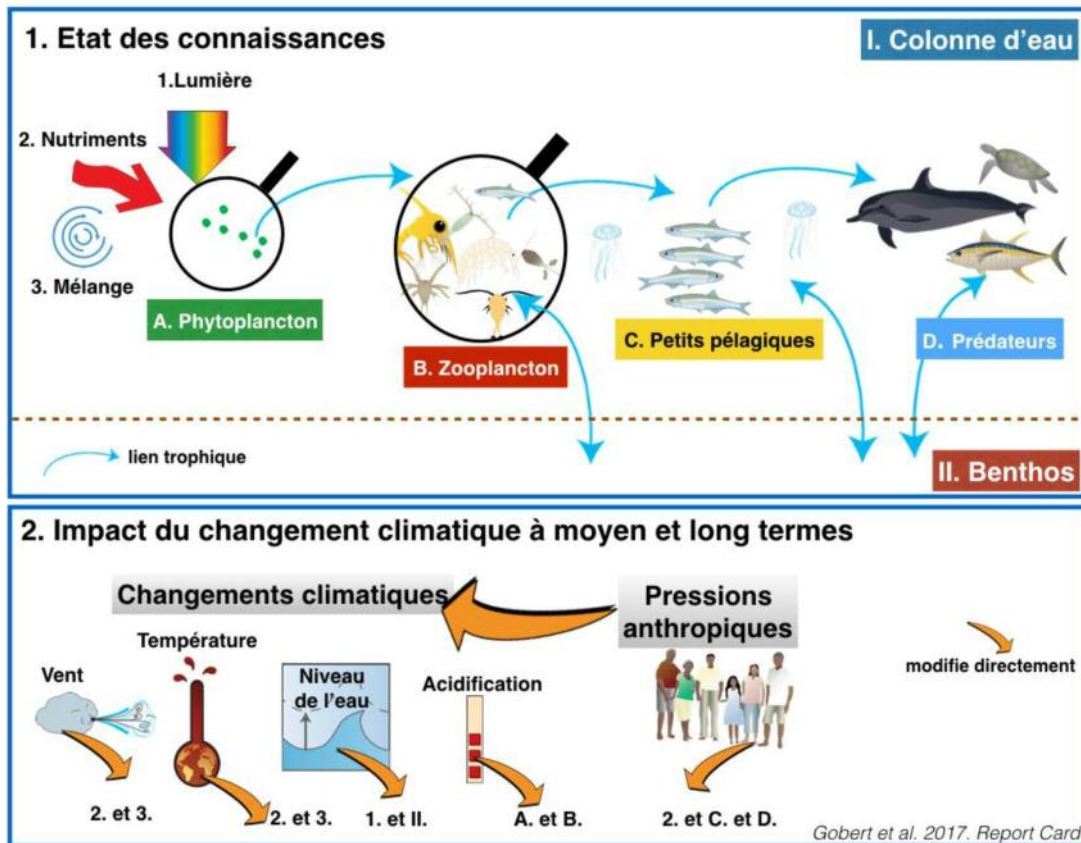 1. Etat des connaissances
I. Colonne d'eau
1.Lumière
2. Nutriments
3. Mélange
A. Phytoplancton
B. Zooplancton
C. Petits pélagiques
D. Prédateurs
lien trophique
II. Benthos
2. Impact du changement climatique à moyen et long termes
Changements climatiques
Pressions
anthropiques
Température
Vent
Niveau
de l'eau
Acidification
modifie directement
2. et 3.
2. et 3.
1. et II.
A. et B.
2. et C. et D.
Gobert et al. 2017. Report Card